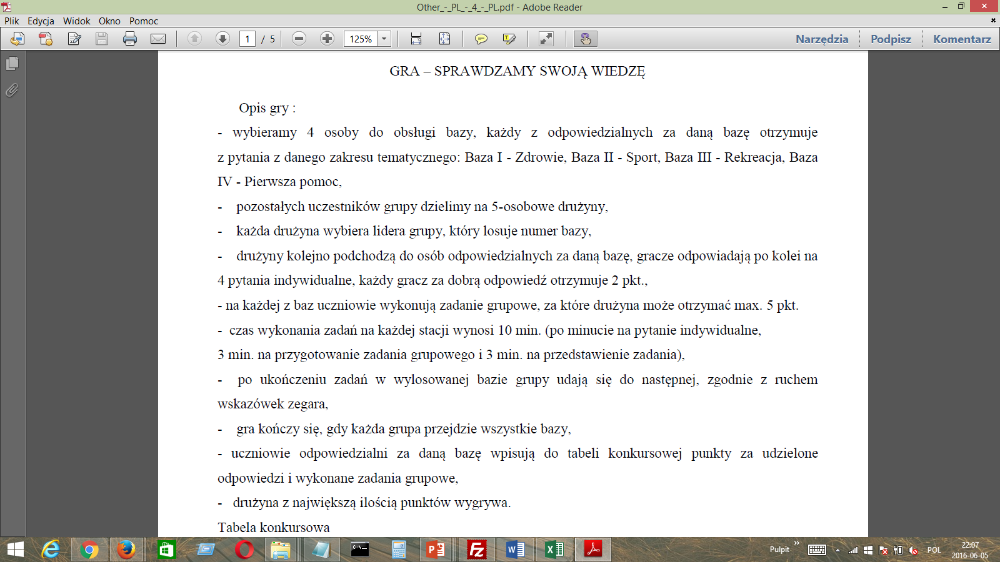 Other_-_PL_-_4_-_PL.pdf - Adobe Reader
Plik Edycja Widok Okno Pomoc
1 / 5 125% Narzędzia Podpisz Komentarz
GRA – SPRAWDZAMY SWOJĄ WIEDZĘ
Opis gry :
- wybieramy 4 osoby do obsługi bazy, każdy z odpowiedzialnych za daną bazę otrzymuje
z pytania z danego zakresu tematycznego: Baza I - Zdrowie, Baza II - Sport, Baza III - Rekreacja, Baza
IV - Pierwsza pomoc,
- pozostałych uczestników grupy dzielimy na 5-osobowe drużyny,
- każda drużyna wybiera lidera grupy, który losuje numer bazy,
- drużyny kolejno podchodzą do osób odpowiedzialnych za daną bazę, gracze odpowiadają po kolei na
4 pytania indywidualne, każdy gracz za dobrą odpowiedź otrzymuje 2 pkt.,
- na każdej z baz uczniowie wykonują zadanie grupowe, za które drużyna może otrzymać max. 5 pkt.
- czas wykonania zadań na każdej stacji wynosi 10 min. (po minucie na pytanie indywidualne,
3 min. na przygotowanie zadania grupowego i 3 min. na przedstawienie zadania),
- po ukończeniu zadań w wylosowanej bazie grupy udają się do następnej, zgodnie z ruchem
wskazówek zegara,
- gra kończy się, gdy każda grupa przejdzie wszystkie bazy,
- uczniowie odpowiedzialni za daną bazę wpisują do tabeli konkursowej punkty za udzielone
odpowiedzi i wykonane zadania grupowe,
- drużyna z największą ilością punktów wygrywa.
Tabela konkursowa
Pulpit POL 22:07
2016-06-05